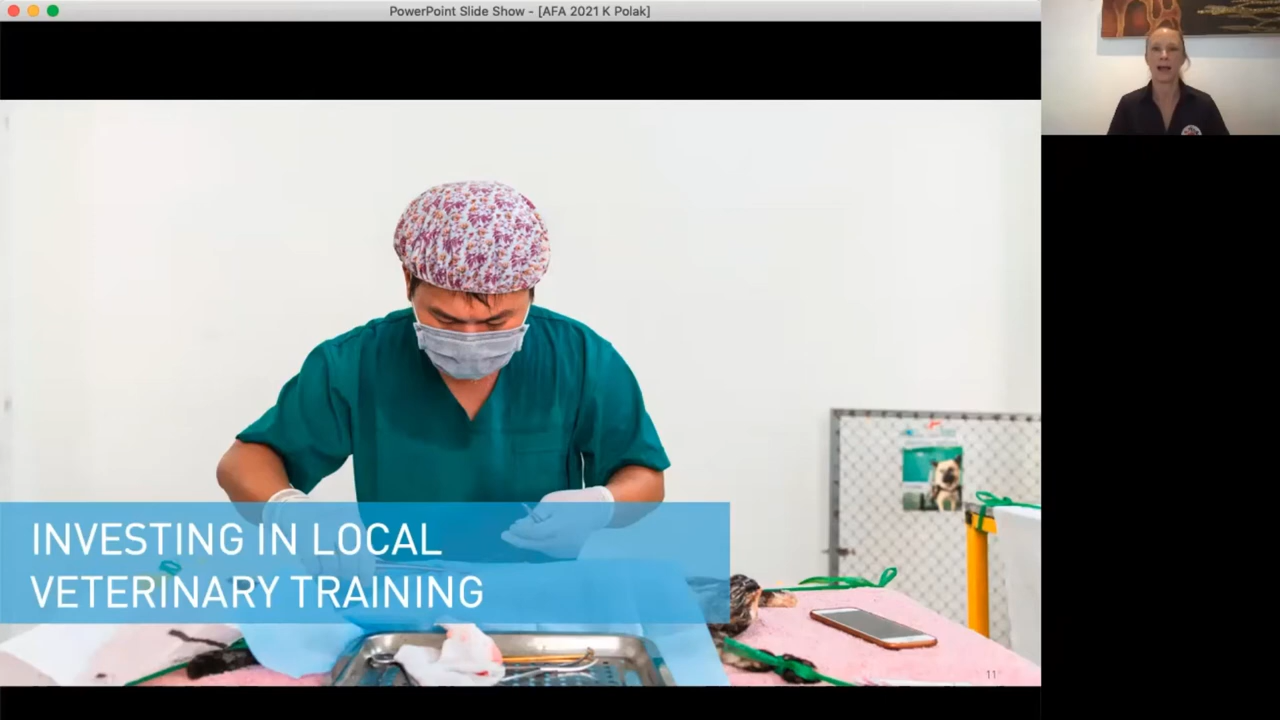 PowerPoint Slide Show - [AFA 2021 K Polak]
INVESTING IN LOCAL
VETERINARY TRAINING
11